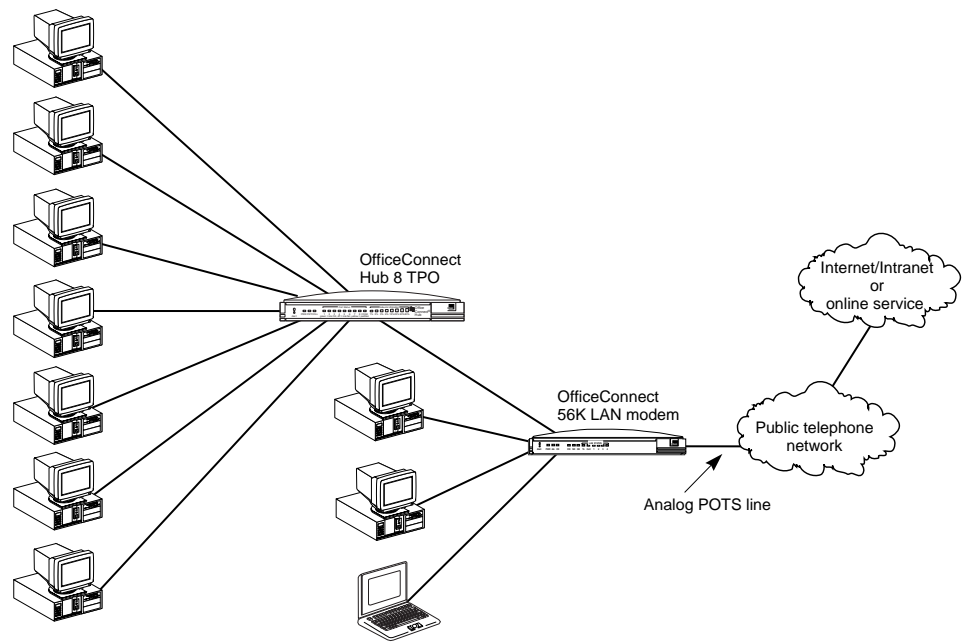 OfficeConnect
Hub 8 TPO
Internet/Intranet
or
online service
OfficeConnect
56K LAN modem
Public telephone
network
Analog POTS line